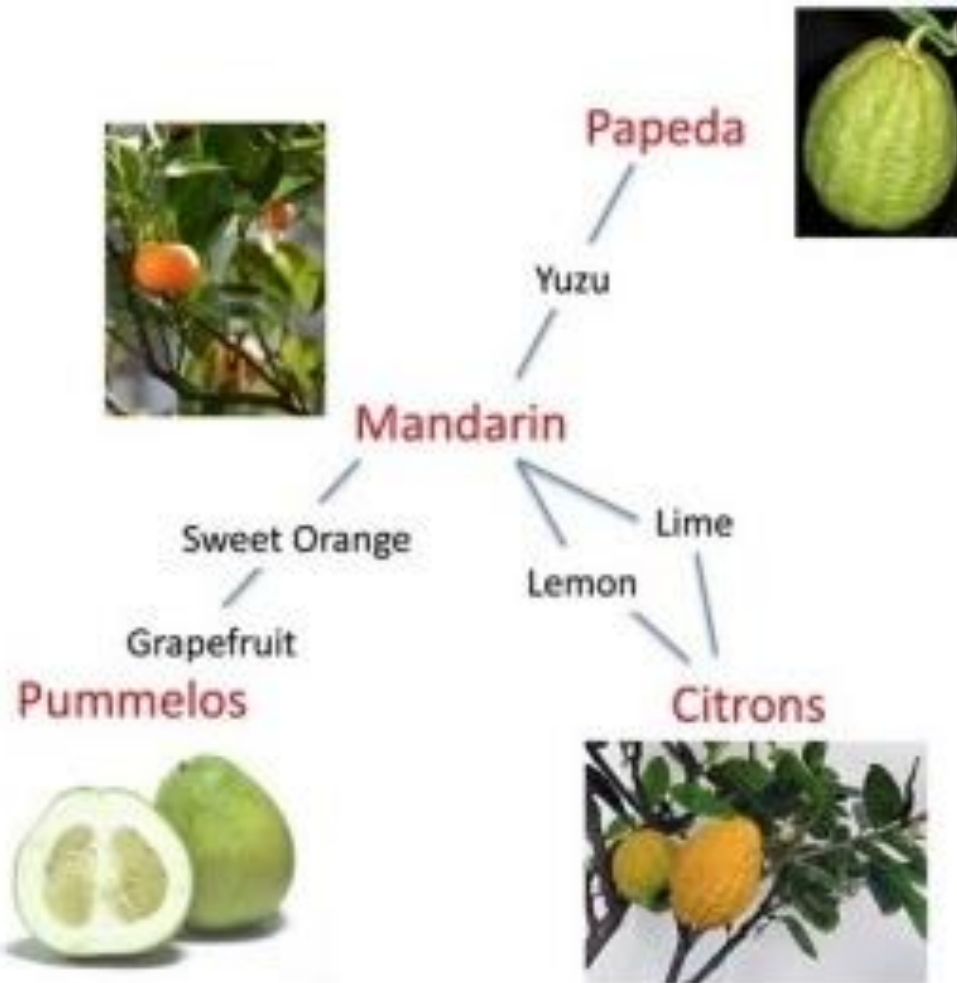 Papeda
Yuzu
Mandarin
Sweet Orange
Lime
Lemon
Grapefruit
Pummelos
Citrons